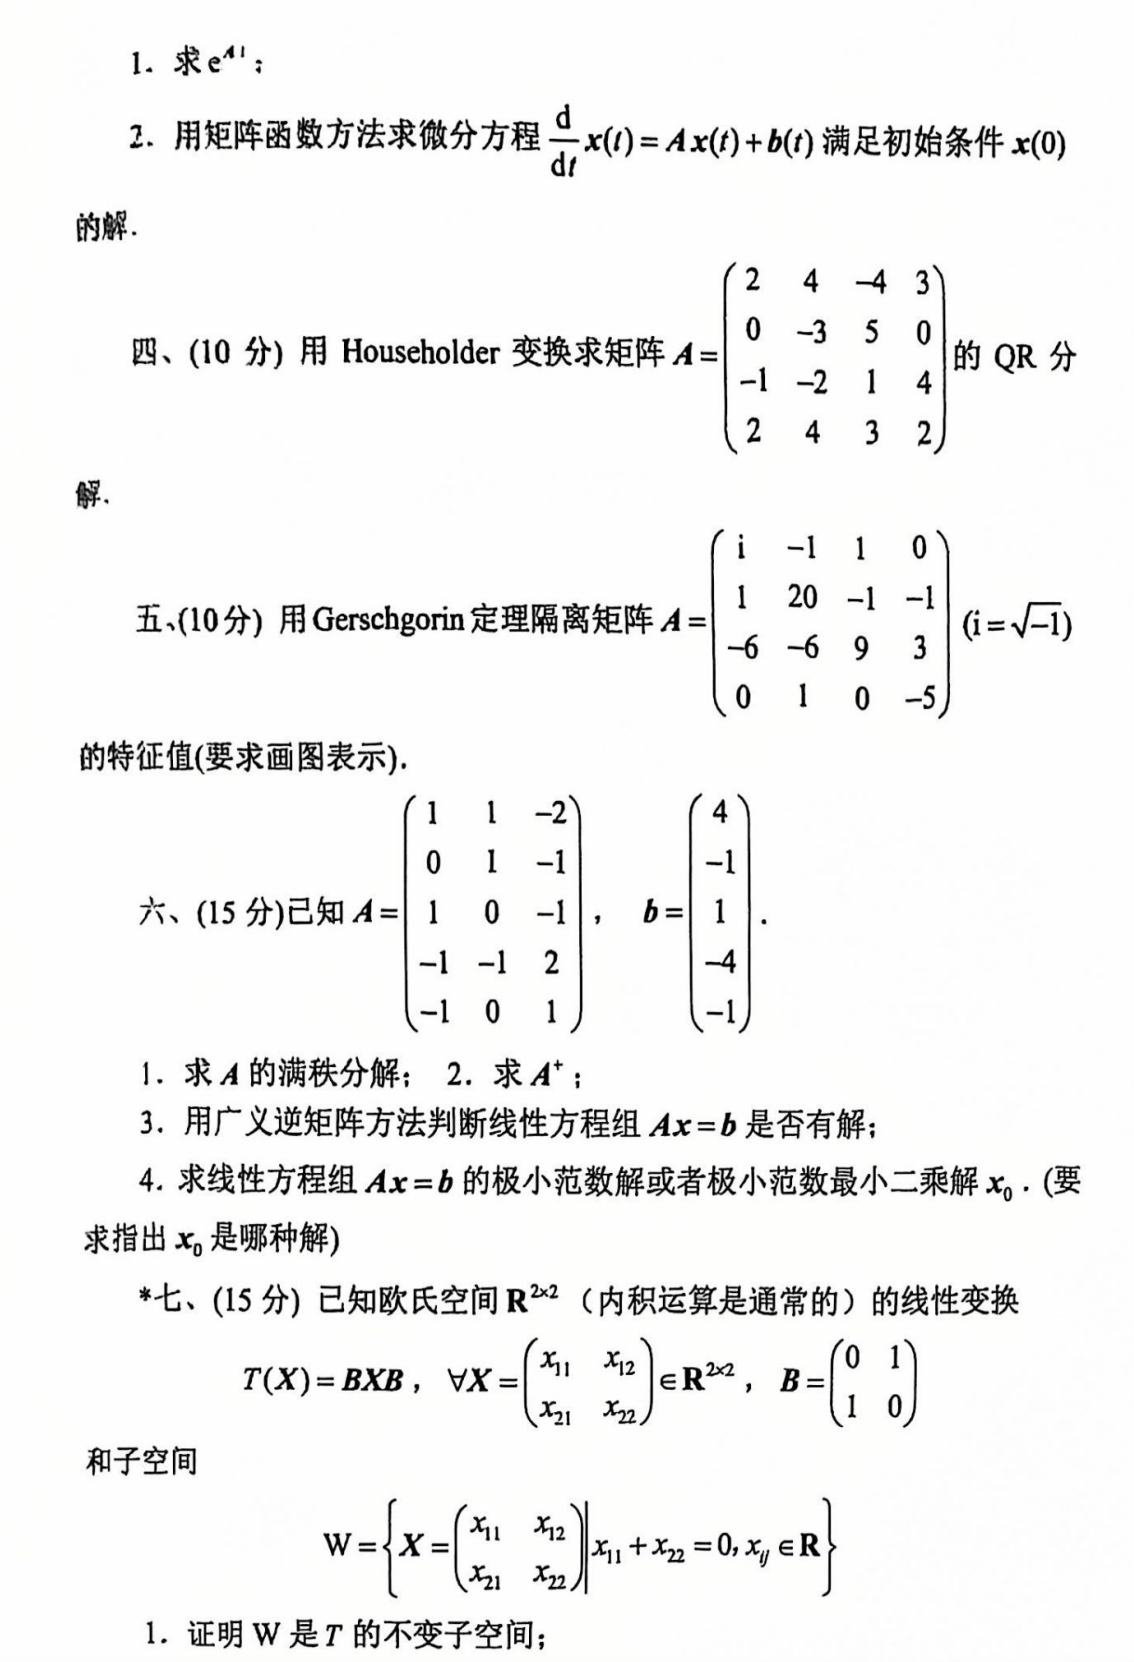 1. 求 e^{At};
2. 用矩阵函数方法求微分方程 \frac{d}{dt}x(t)=Ax(t)+b(t) 满足初始条件 x(0)
的解.
四、(10 分) 用 Householder 变换求矩阵 A=\begin{pmatrix} 2 & 4 & -4 & 3 \\ 0 & -3 & 5 & 0 \\ -1 & -2 & 1 & 4 \\ 2 & 4 & 3 & 2 \end{pmatrix} 的 QR 分
解.
五、(10分) 用Gerschgorin定理隔离矩阵 A=\begin{pmatrix} i & -1 & 1 & 0 \\ 1 & 20 & -1 & -1 \\ -6 & -6 & 9 & 3 \\ 0 & 1 & 0 & -5 \end{pmatrix} (i=\sqrt{-1})
的特征值(要求画图表示).
六、(15 分)已知 A=\begin{pmatrix} 1 & 1 & -2 \\ 0 & 1 & -1 \\ 1 & 0 & -1 \\ -1 & -1 & 2 \\ -1 & 0 & 1 \end{pmatrix}, b=\begin{pmatrix} 4 \\ -1 \\ 1 \\ -4 \\ -1 \end{pmatrix}.
1. 求 A 的满秩分解; 2. 求 A^+;
3. 用广义逆矩阵方法判断线性方程组 Ax=b 是否有解;
4. 求线性方程组 Ax=b 的极小范数解或者极小范数最小二乘解 x_0. (要
求指出 x_0 是哪种解)
*七、(15 分) 已知欧氏空间 R^{2×2} (内积运算是通常的) 的线性变换
T(X)=BXB, ∀X=\begin{pmatrix} x_{11} & x_{12} \\ x_{21} & x_{22} \end{pmatrix}∈R^{2×2}, B=\begin{pmatrix} 0 & 1 \\ 1 & 0 \end{pmatrix}
和子空间
W=\left\{X=\begin{pmatrix} x_{11} & x_{12} \\ x_{21} & x_{22} \end{pmatrix}\middle| x_{11}+x_{22}=0, x_{ij}∈R\right\}
1. 证明 W 是 T 的不变子空间;